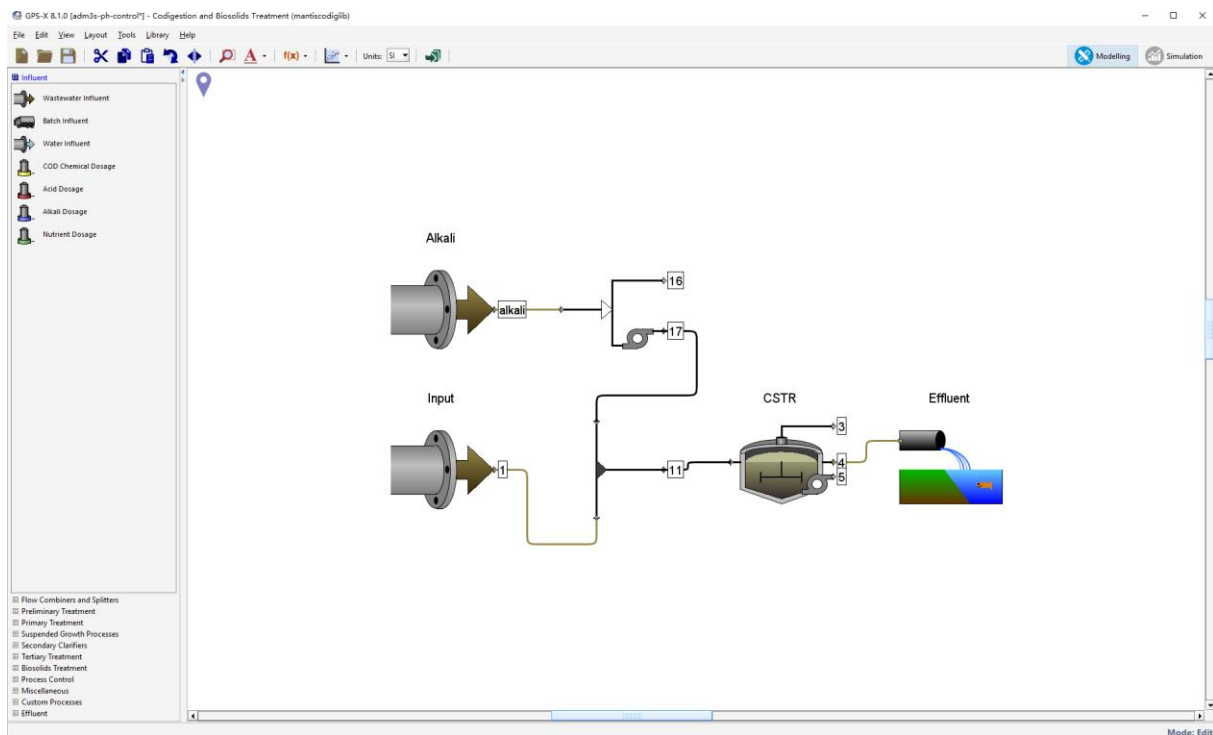 GPS-X 8.1.0 [adm3s-ph-control*] - Codigestion and Biosolids Treatment (mantiscodiglib)
File Edit View Layout Tools Library Help
A f(x) Units: SI Modelling Simulation
Influent
Wastewater Influent
Batch Influent
Water Influent
COD Chemical Dosage
Acid Dosage
Alkali Dosage
Nutrient Dosage
Flow Combiners and Splitters
Preliminary Treatment
Primary Treatment
Suspended Growth Processes
Secondary Clarifiers
Tertiary Treatment
Biosolids Treatment
Process Control
Miscellaneous
Custom Processes
Effluent
Alkali
16
alkali
17
Input CSTR Effluent
3
1 11 4
5
Mode: Edit